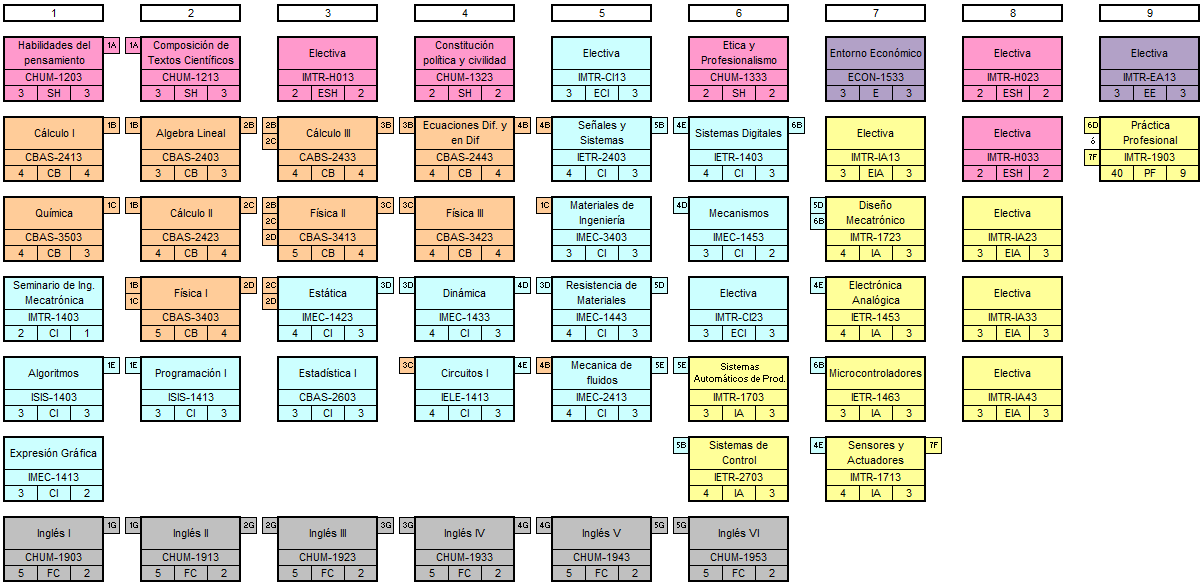 1 2 3 4 5 6 7 8 9
Habilidades del
pensamiento
CHUM-1203
3 SH 3
1A
1A
Composición de
Textos Científicos
CHUM-1213
3 SH 3
Electiva
IMTR-H013
2 ESH 2
Constitución
política y civilidad
CHUM-1323
2 SH 2
Electiva
IMTR-CI13
3 ECI 3
Etica y
Profesionalismo
CHUM-1333
2 SH 2
Entorno Económico
ECON-1533
3 E 3
Electiva
IMTR-H023
2 ESH 2
Electiva
IMTR-EA13
3 EE 3
Cálculo I
CBAS-2413
4 CB 4
1B
1B
Algebra Lineal
CBAS-2403
3 CB 3
2B
2B
2C
Cálculo III
CABS-2433
4 CB 4
3B
3B
Ecuaciones Dif. y
en Dif
CBAS-2443
4 CB 4
4B
4B
Señales y
Sistemas
IETR-2403
4 CI 3
5B
4E
Sistemas Digitales
IETR-1403
4 CI 3
6B
Electiva
IMTR-IA13
3 EIA 3
Electiva
IMTR-H033
2 ESH 2
6D
ó
7F
Práctica
Profesional
IMTR-1903
40 PF 9
Química
CBAS-3503
4 CB 3
1C
1B
Cálculo II
CBAS-2423
4 CB 4
2C
2B
2C
2D
Física II
CBAS-3413
5 CB 4
3C
3C
Física III
CBAS-3423
4 CB 4
1C
Materiales de
Ingeniería
IMEC-3403
3 CI 3
4D
Mecanismos
IMEC-1453
3 CI 2
5D
6B
Diseño
Mecatrónico
IMTR-1723
4 IA 3
Electiva
IMTR-IA23
3 EIA 3
Seminario de Ing.
Mecatrónica
IMTR-1403
2 CI 1
1B
1C
Física I
CBAS-3403
5 CB 4
2D
2C
2D
Estática
IMEC-1423
4 CI 3
3D
3D
Dinámica
IMEC-1433
4 CI 3
4D
3D
Resistencia de
Materiales
IMEC-1443
4 CI 3
5D
Electiva
IMTR-CI23
3 ECI 3
4E
Electrónica
Analógica
IETR-1453
4 IA 3
Electiva
IMTR-IA33
3 EIA 3
Algoritmos
ISIS-1403
3 CI 3
1E
1E
Programación I
ISIS-1413
3 CI 3
Estadística I
CBAS-2603
3 CI 3
3C
Circuitos I
IELE-1413
4 CI 3
4E
4B
Mecanica de
fluidos
IMEC-2413
4 CI 3
5E
5E
Sistemas
Automáticos de Prod.
IMTR-1703
3 IA 3
6B
Microcontroladores
IETR-1463
3 IA 3
Electiva
IMTR-IA43
3 EIA 3
Expresión Gráfica
IMEC-1413
3 CI 2
5B
Sistemas de
Control
IETR-2703
4 IA 3
4E
Sensores y
Actuadores
IMTR-1713
4 IA 3
7F
Inglés I
CHUM-1903
5 FC 2
1G
1G
Inglés II
CHUM-1913
5 FC 2
2G
2G
Inglés III
CHUM-1923
5 FC 2
3G
3G
Inglés IV
CHUM-1933
5 FC 2
4G
4G
Inglés V
CHUM-1943
5 FC 2
5G
5G
Inglés VI
CHUM-1953
5 FC 2